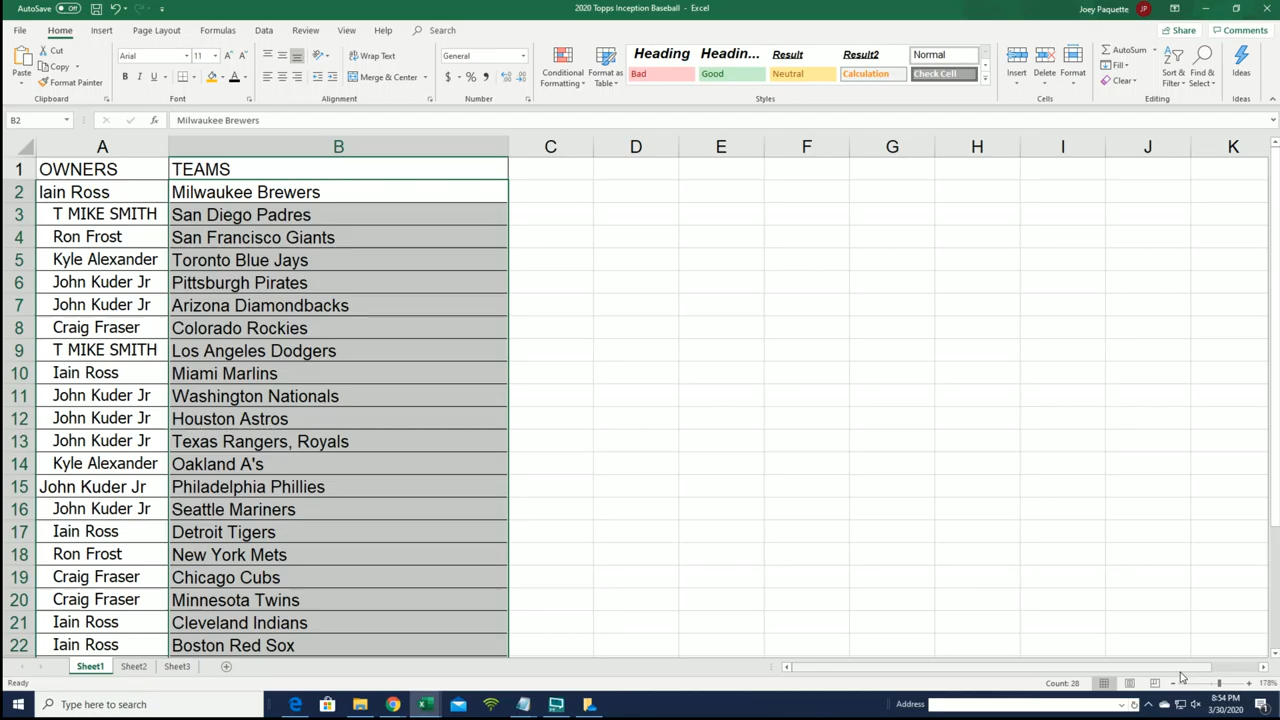 AutoSave Off
2020 Topps Inception Baseball - Excel
Joey Paquette JP
File Home Insert Page Layout Formulas Data Review View Help Search Share Comments
Paste Cut Copy Format Painter Clipboard
Arial 11 A A B I U A Font
Wrap Text Merge & Center Alignment
General $ % , Number
Conditional Formatting Format as Table
Heading Headin... Result Result2 Normal
Bad Good Neutral Calculation Check Cell
Styles
Insert Delete Format Cells
AutoSum Fill Clear Sort & Filter Find & Select Editing
Ideas Ideas
B2 fx Milwaukee Brewers
A B C D E F G H I J K
1 OWNERS TEAMS
2 Iain Ross Milwaukee Brewers
3 T MIKE SMITH San Diego Padres
4 Ron Frost San Francisco Giants
5 Kyle Alexander Toronto Blue Jays
6 John Kuder Jr Pittsburgh Pirates
7 John Kuder Jr Arizona Diamondbacks
8 Craig Fraser Colorado Rockies
9 T MIKE SMITH Los Angeles Dodgers
10 Iain Ross Miami Marlins
11 John Kuder Jr Washington Nationals
12 John Kuder Jr Houston Astros
13 John Kuder Jr Texas Rangers, Royals
14 Kyle Alexander Oakland A's
15 John Kuder Jr Philadelphia Phillies
16 John Kuder Jr Seattle Mariners
17 Iain Ross Detroit Tigers
18 Ron Frost New York Mets
19 Craig Fraser Chicago Cubs
20 Craig Fraser Minnesota Twins
21 Iain Ross Cleveland Indians
22 Iain Ross Boston Red Sox
Sheet1 Sheet2 Sheet3
Ready Count: 28 178%
Type here to search Address 8:54 PM
3/30/2020